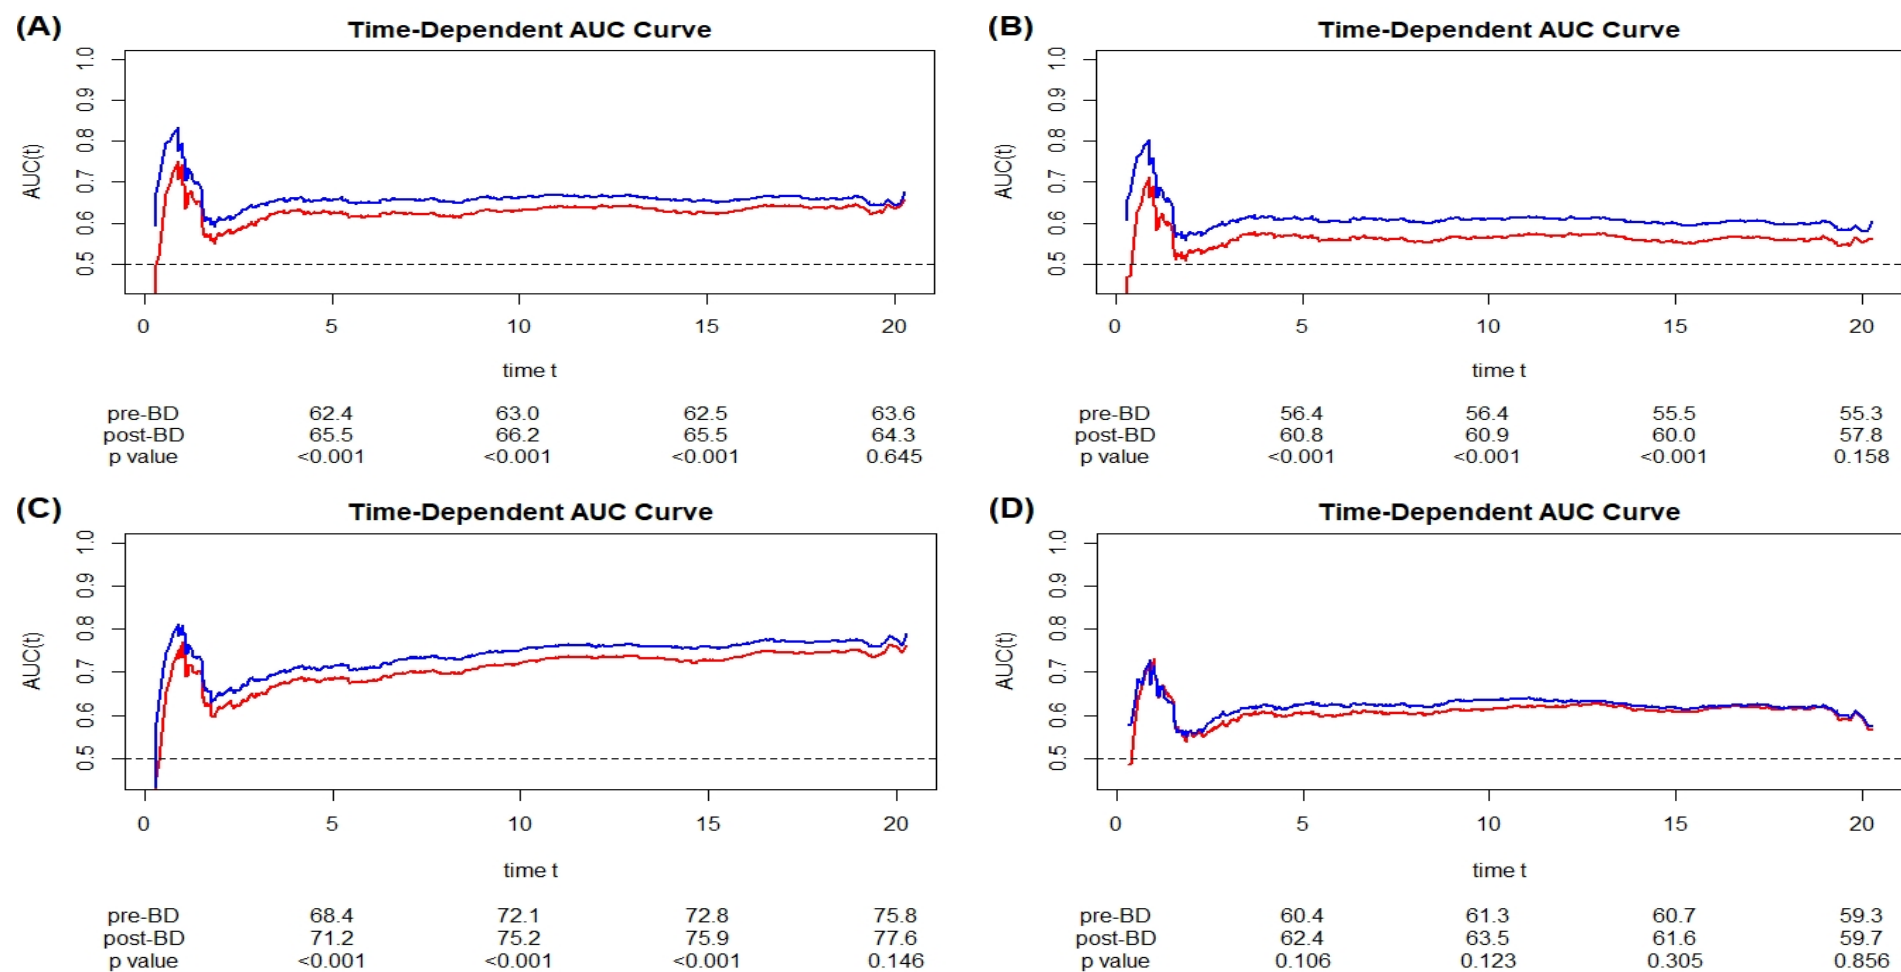 (A)
Time-Dependent AUC Curve
AUC(t)
1.0
0.9
0.8
0.7
0.6
0.5
0 5 10 15 20
time t
pre-BD 62.4 63.0 62.5 63.6
post-BD 65.5 66.2 65.5 64.3
p value <0.001 <0.001 <0.001 0.645
(B)
Time-Dependent AUC Curve
AUC(t)
1.0
0.9
0.8
0.7
0.6
0.5
0 5 10 15 20
time t
pre-BD 56.4 56.4 55.5 55.3
post-BD 60.8 60.9 60.0 57.8
p value <0.001 <0.001 <0.001 0.158
(C)
Time-Dependent AUC Curve
AUC(t)
1.0
0.9
0.8
0.7
0.6
0.5
0 5 10 15 20
time t
pre-BD 68.4 72.1 72.8 75.8
post-BD 71.2 75.2 75.9 77.6
p value <0.001 <0.001 <0.001 0.146
(D)
Time-Dependent AUC Curve
AUC(t)
1.0
0.9
0.8
0.7
0.6
0.5
0 5 10 15 20
time t
pre-BD 60.4 61.3 60.7 59.3
post-BD 62.4 63.5 61.6 59.7
p value 0.106 0.123 0.305 0.856